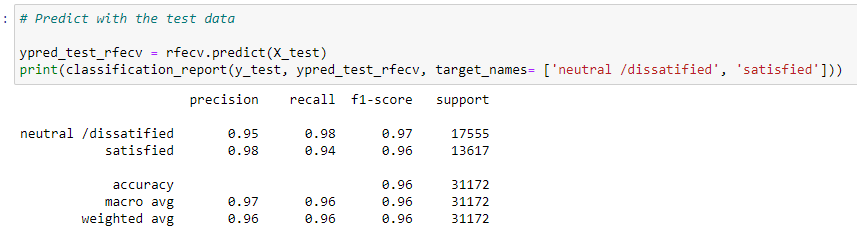 : # Predict with the test data
ypred_test_rfecv = rfecv.predict(X_test)
print(classification_report(y_test, ypred_test_rfecv, target_names= ['neutral /dissatified', 'satisfied']))
precision recall f1-score support
neutral /dissatified 0.95 0.98 0.97 17555
satisfied 0.98 0.94 0.96 13617
accuracy 0.96 31172
macro avg 0.97 0.96 0.96 31172
weighted avg 0.96 0.96 0.96 31172